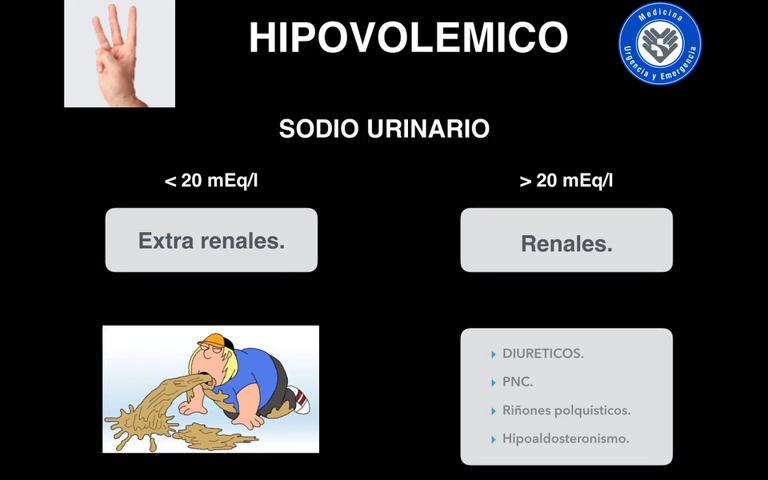 HIPOVOLEMICO
Medicina
Urgencia y Emergencia
SODIO URINARIO
< 20 mEq/l
> 20 mEq/l
Extra renales.
Renales.
DIURETICOS.
PNC.
Riñones polquisticos.
Hipoaldosteronismo.